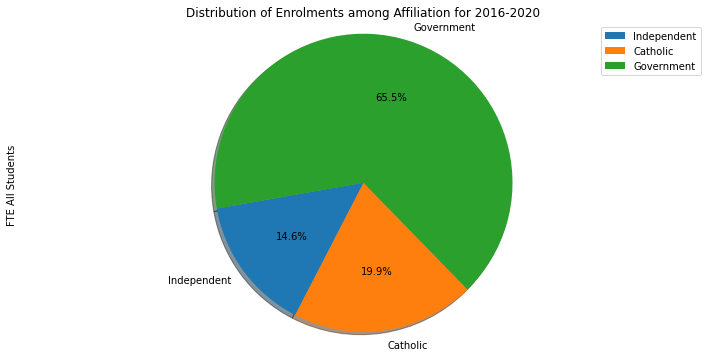 Distribution of Enrolments among Affiliation for 2016-2020
Government
Independent
Catholic
Government
65.5%
FTE All Students
14.6%
19.9%
Independent
Catholic